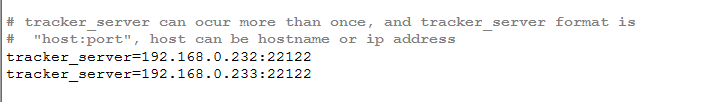 # tracker_server can ocur more than once, and tracker_server format is
#  "host:port", host can be hostname or ip address
tracker_server=192.168.0.232:22122
tracker_server=192.168.0.233:22122